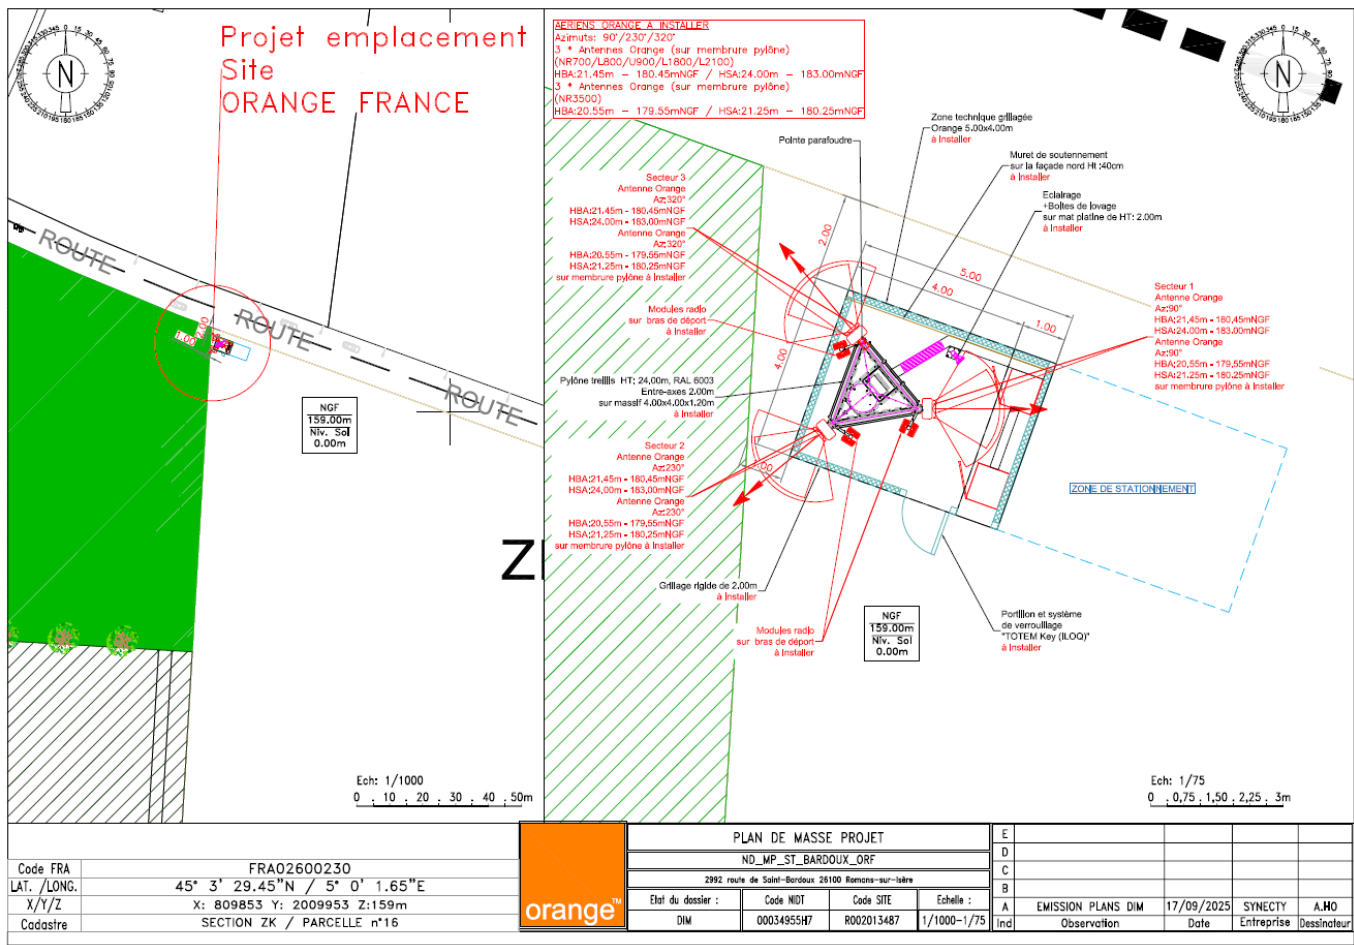 Projet emplacement
Site
ORANGE FRANCE
N
ROUTE
ROUTE
ROUTE
1.00
2.00
NGF
159.00m
Niv. Sol
0.00m
Ech: 1/1000
0 10 20 30 40 50m
AERIENS ORANGE A INSTALLER
Azimuts: 90°/230°/320°
3 * Antennes Orange (sur membrure pylône)
(NR700/L800/U900/L1800/L2100)
HBA:21.45m - 180.45mNGF / HSA:24.00m - 183.00mNGF
3 * Antennes Orange (sur membrure pylône)
(NR3500)
HBA:20.55m - 179.55mNGF / HSA:21.25m - 180.25mNGF
N
Pointe parafoudre
Zone technique grillagée
Orange 5.00x4.00m
à Installer
Muret de soutennement
sur la façade nord Ht :40cm
à Installer
Eclairage
+Boîtes de lovage
sur mat platine de HT: 2.00m
à Installer
Secteur 3
Antenne Orange
Az:320°
HBA:21.45m - 180.45mNGF
HSA:24.00m - 183.00mNGF
Antenne Orange
Az:320°
HBA:20.55m - 179.55mNGF
HSA:21.25m - 180.25mNGF
sur membrure pylône à Installer
2.00
5.00
4.00
1.00
4.00
1.00
Secteur 1
Antenne Orange
Az:90°
HBA:21.45m - 180.45mNGF
HSA:24.00m - 183.00mNGF
Antenne Orange
Az:90°
HBA:20.55m - 179.55mNGF
HSA:21.25m - 180.25mNGF
sur membrure pylône à Installer
Modules radio
sur bras de déport
à Installer
Pylône treillis HT: 24,00m, RAL 6003
Entre-axes 2.00m
sur massif 4.00x4.00x1.20m
à Installer
Secteur 2
Antenne Orange
Az:230°
HBA:21.45m - 180.45mNGF
HSA:24.00m - 183.00mNGF
Antenne Orange
Az:230°
HBA:20.55m - 179.55mNGF
HSA:21.25m - 180.25mNGF
sur membrure pylône à Installer
ZONE DE STATIONNEMENT
Grillage rigide de 2.00m
à Installer
Modules radio
sur bras de déport
à Installer
NGF
159.00m
Niv. Sol
0.00m
Portillon et système
de verrouillage
"TOTEM Key (ILOQ)"
à Installer
Ech: 1/75
0 0,75 1,50 2,25 3m
Code FRA FRA02600230
LAT. /LONG. 45° 3' 29.45"N / 5° 0' 1.65"E
X/Y/Z X: 809853 Y: 2009953 Z:159m
Cadastre SECTION ZK / PARCELLE n°16
orange™
PLAN DE MASSE PROJET
ND_MP_ST_BARDOUX_ORF
2992 route de Saint-Bardoux 26100 Romans-sur-Isère
Etat du dossier : Code NIDT Code SITE Echelle :
DIM 00034955H7 R002013487 1/1000-1/75
E
D
C
B
A EMISSION PLANS DIM 17/09/2025 SYNECTY A.HO
Ind Observation Date Entreprise Dessinateur